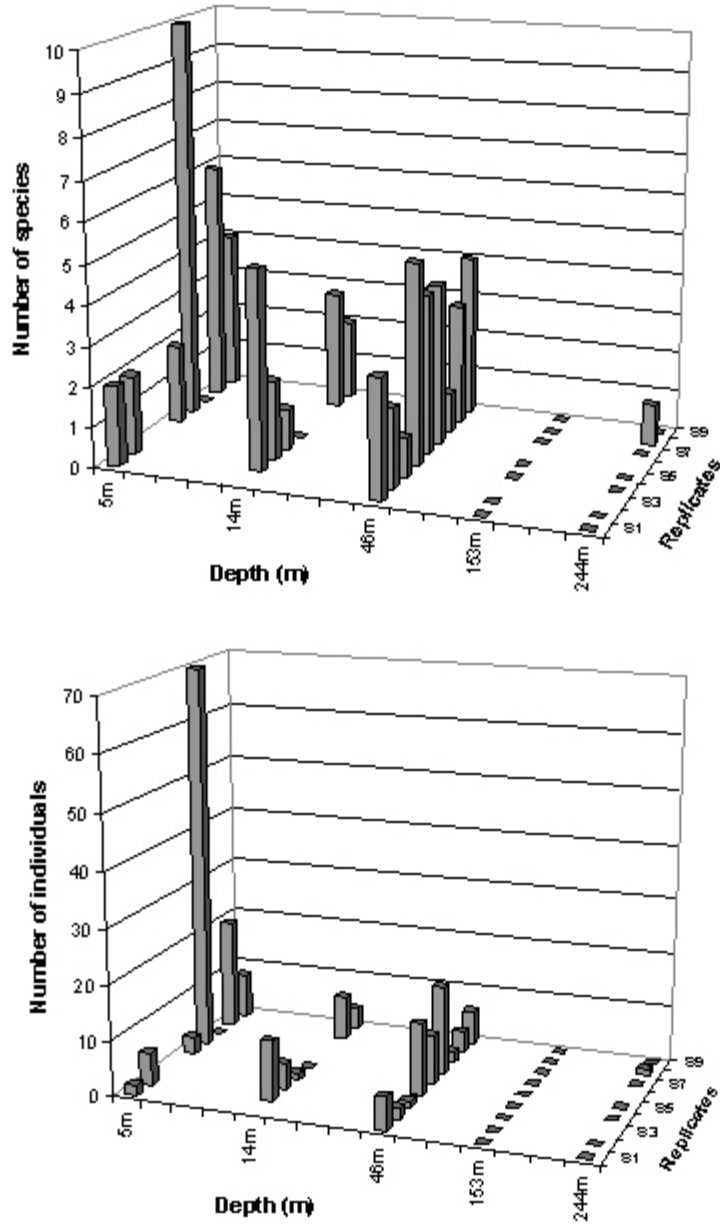 10
9
8
7
6
5
4
3
2
1
0
Number of species
5m
14m
46m
153m
244m
Depth (m)
S1
S3
S5
S7
S9
Replicates
70
60
50
40
30
20
10
0
Number of individuals
5m
14m
46m
153m
244m
Depth (m)
S1
S3
S5
S7
S9
Replicates